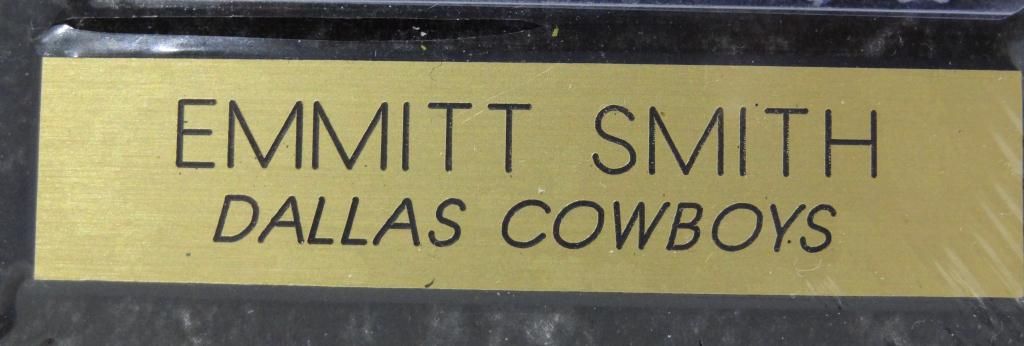 EMMITT SMITH
DALLAS COWBOYS